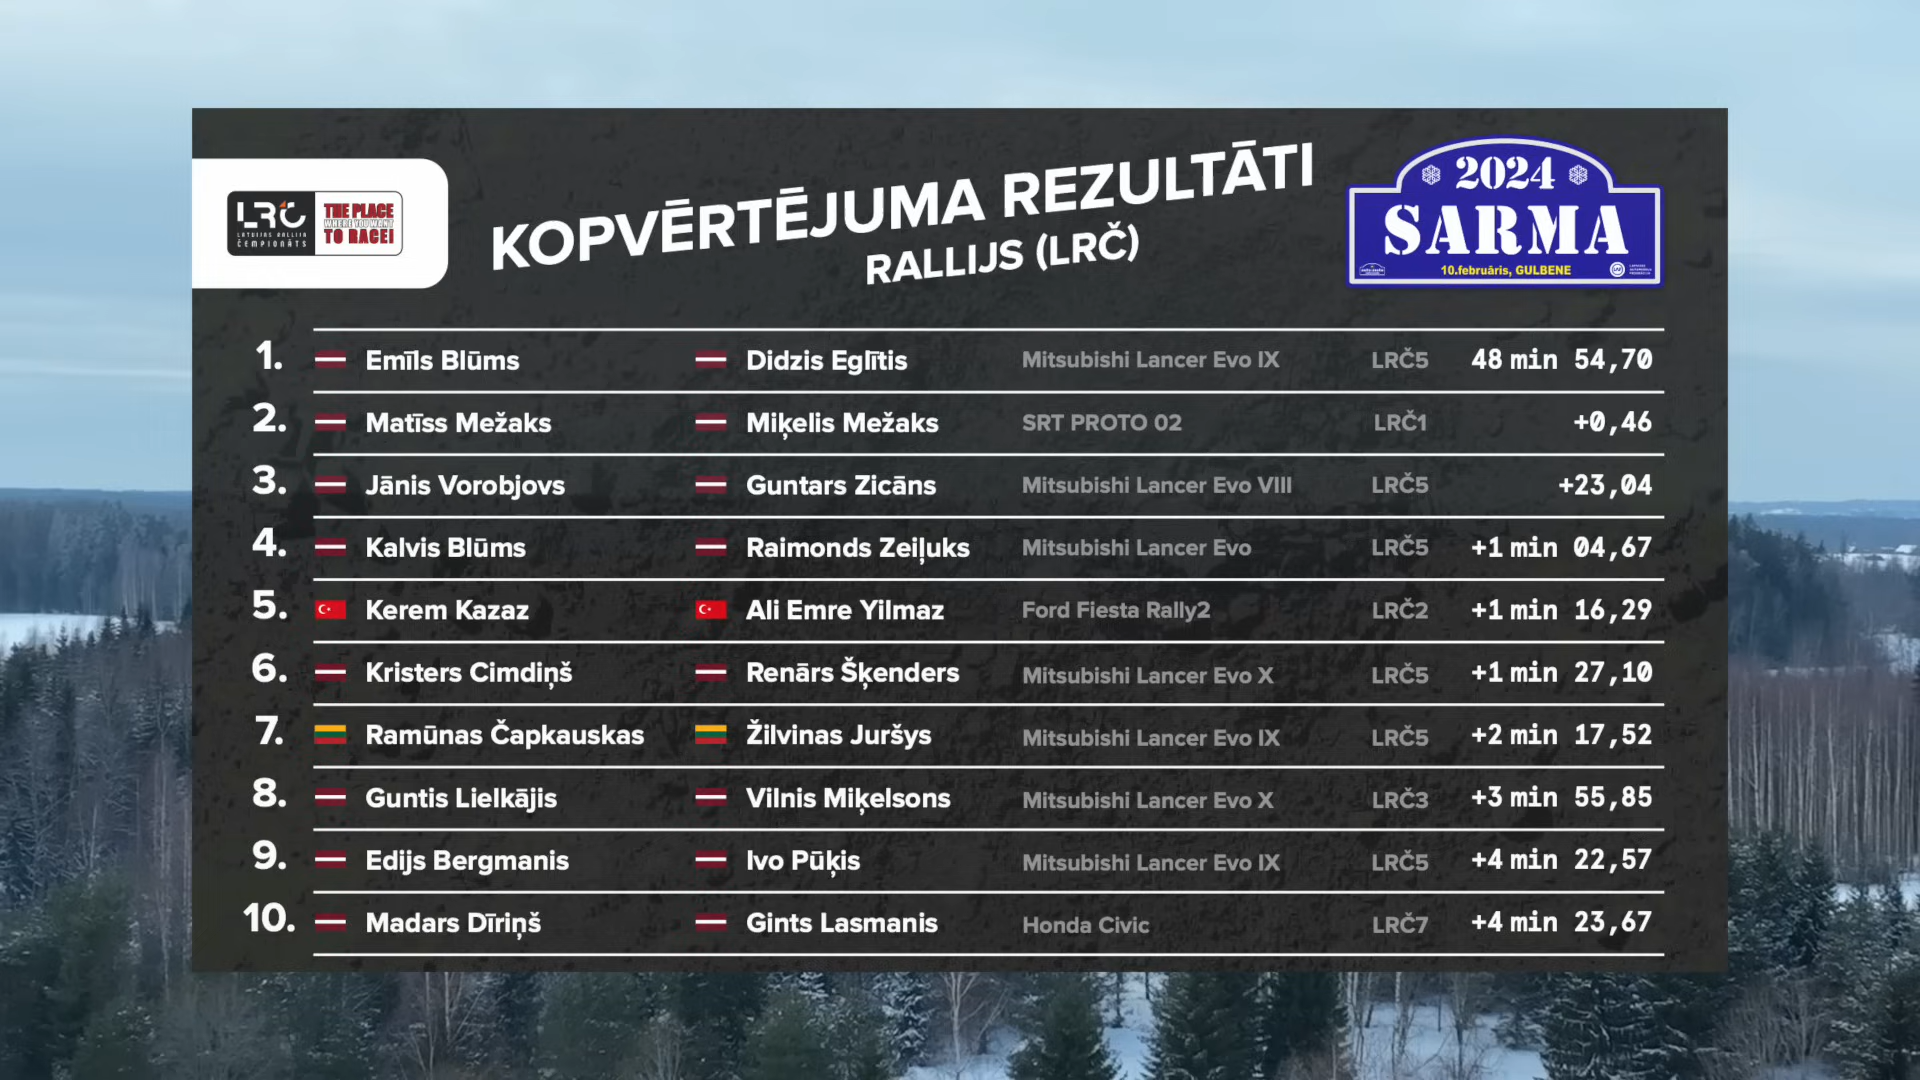 LRČ
LATVIJAS RALLIJA
ČEMPIONĀTS
THE PLACE
WHERE YOU WANT
TO RACE!
KOPVĒRTĒJUMA REZULTĀTI
RALLIJS (LRČ)
2024
SARMA
10.februāris, GULBENE
1. Emīls Blūms Didzis Eglītis Mitsubishi Lancer Evo IX LRČ5 48 min 54,70
2. Matīss Mežaks Miķelis Mežaks SRT PROTO 02 LRČ1 +0,46
3. Jānis Vorobjovs Guntars Zicāns Mitsubishi Lancer Evo VIII LRČ5 +23,04
4. Kalvis Blūms Raimonds Zeiļuks Mitsubishi Lancer Evo LRČ5 +1 min 04,67
5. Kerem Kazaz Ali Emre Yilmaz Ford Fiesta Rally2 LRČ2 +1 min 16,29
6. Kristers Cimdiņš Renārs Šķenders Mitsubishi Lancer Evo X LRČ5 +1 min 27,10
7. Ramūnas Čapkauskas Žilvinas Juršys Mitsubishi Lancer Evo IX LRČ5 +2 min 17,52
8. Guntis Lielkājis Vilnis Miķelsons Mitsubishi Lancer Evo X LRČ3 +3 min 55,85
9. Edijs Bergmanis Ivo Pūķis Mitsubishi Lancer Evo IX LRČ5 +4 min 22,57
10. Madars Dīriņš Gints Lasmanis Honda Civic LRČ7 +4 min 23,67